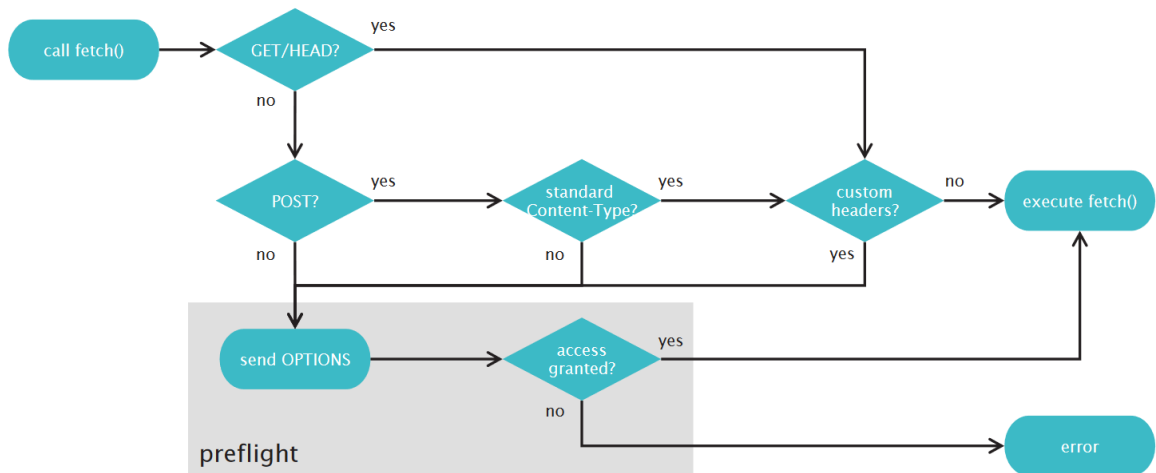 yes
call fetch()
GET/HEAD?
no
POST?
yes
standard
Content-Type?
yes
custom
headers?
no
execute fetch()
no
no
yes
send OPTIONS
access
granted?
yes
no
preflight
error